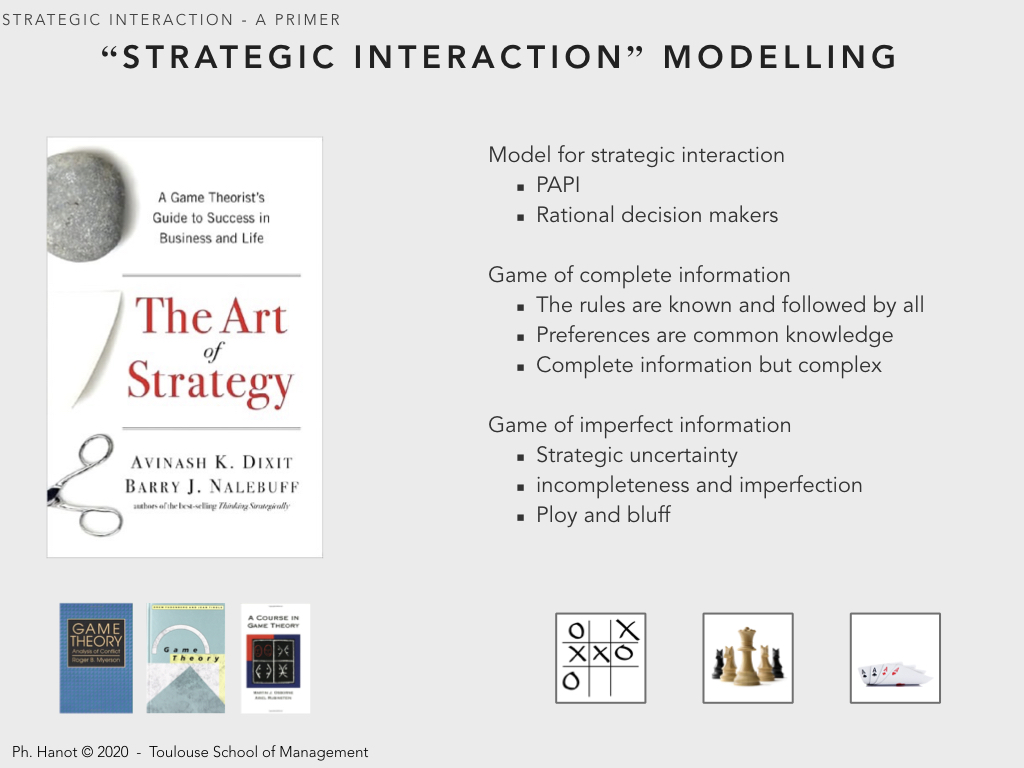 STRATEGIC INTERACTION - A PRIMER
“STRATEGIC INTERACTION” MODELLING
A Game Theorist's
Guide to Success in
Business and Life
The Art
of
Strategy
AVINASH K. DIXIT
BARRY J. NALEBUFF
authors of the best-selling Thinking Strategically
Model for strategic interaction
▪ PAPI
▪ Rational decision makers
Game of complete information
▪ The rules are known and followed by all
▪ Preferences are common knowledge
▪ Complete information but complex
Game of imperfect information
▪ Strategic uncertainty
▪ incompleteness and imperfection
▪ Ploy and bluff
GAME
THEORY
Analysis of Conflict
Roger B. Myerson
Game
Theory
A COURSE IN
GAME THEORY
MARTIN J. OSBORNE
ARIEL RUBINSTEIN
O X
X X O
O
Ph. Hanot © 2020 - Toulouse School of Management